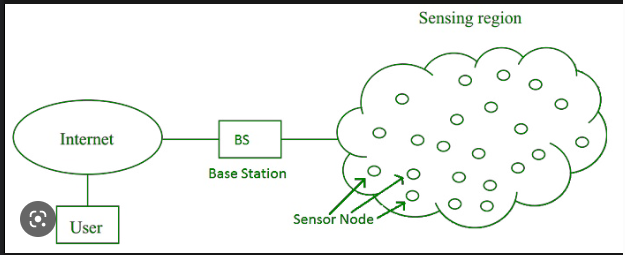 Sensing region
Internet
BS
Base Station
Sensor Node
User